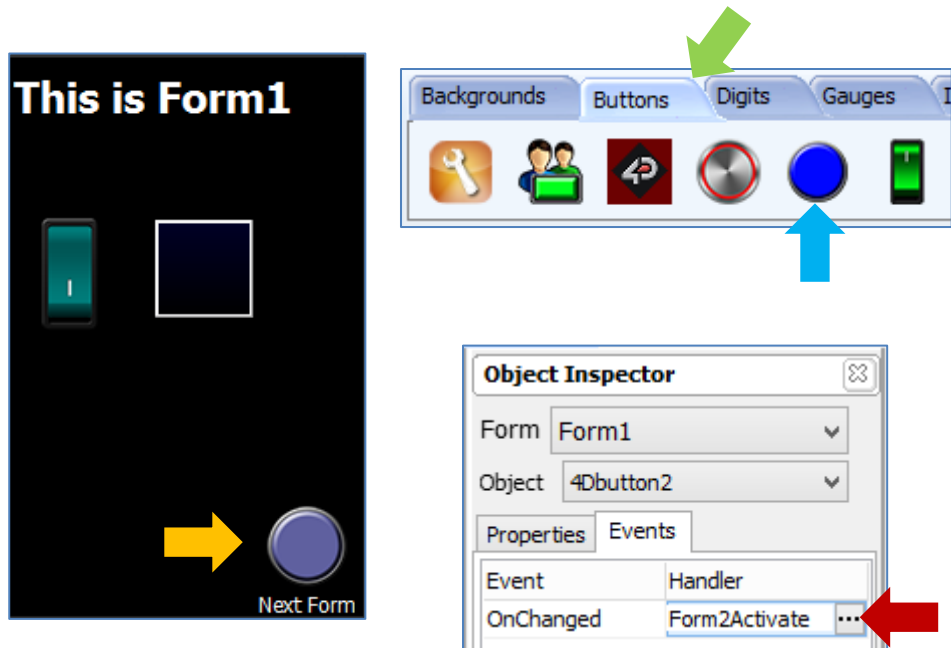 This is Form1
I
Next Form
Backgrounds Buttons Digits Gauges
Object Inspector
Form Form1
Object 4Dbutton2
Properties Events
Event Handler
OnChanged Form2Activate ...